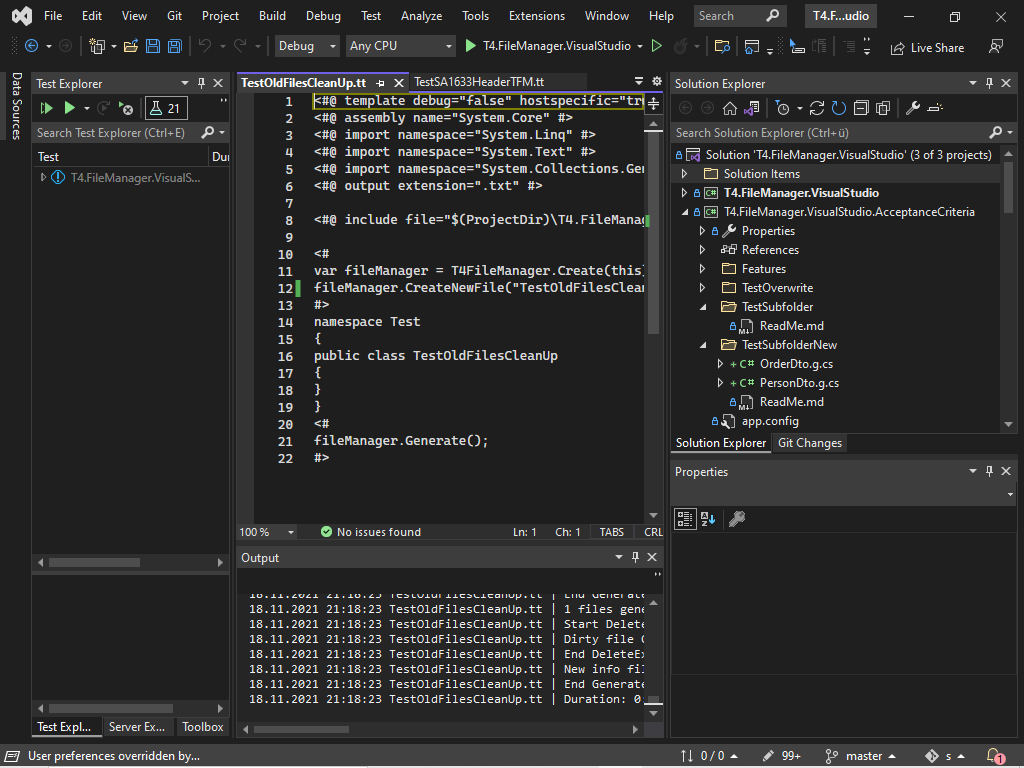 File Edit View Git Project Build Debug Test Analyze Tools Extensions Window Help Search T4.F...udio
Debug Any CPU T4.FileManager.VisualStudio Live Share
Data Sources
Test Explorer
21
Search Test Explorer (Ctrl+E)
Test Dur
T4.FileManager.VisualS...
Test Expl... Server Ex... Toolbox
TestOldFilesCleanUp.tt TestSA1633HeaderTFM.tt
1 <#@ template debug="false" hostspecific="tr
2 <#@ assembly name="System.Core" #>
3 <#@ import namespace="System.Linq" #>
4 <#@ import namespace="System.Text" #>
5 <#@ import namespace="System.Collections.Gen
6 <#@ output extension=".txt" #>
7
8 <#@ include file="$(ProjectDir)\T4.FileManag
9
10 <#
11 var fileManager = T4FileManager.Create(this)
12 fileManager.CreateNewFile("TestOldFilesClean
13 #>
14 namespace Test
15 {
16 public class TestOldFilesCleanUp
17 {
18 }
19 }
20 <#
21 fileManager.Generate();
22 #>
100 % No issues found Ln: 1 Ch: 1 TABS CRL
Output
18.11.2021 21:18:23 TestOldFilesCleanUp.tt | End Generate
18.11.2021 21:18:23 TestOldFilesCleanUp.tt | 1 files gene
18.11.2021 21:18:23 TestOldFilesCleanUp.tt | Start Delete
18.11.2021 21:18:23 TestOldFilesCleanUp.tt | Dirty file
18.11.2021 21:18:23 TestOldFilesCleanUp.tt | End DeleteEx
18.11.2021 21:18:23 TestOldFilesCleanUp.tt | New info fil
18.11.2021 21:18:23 TestOldFilesCleanUp.tt | End Generate
18.11.2021 21:18:23 TestOldFilesCleanUp.tt | Duration: 0
Solution Explorer
Search Solution Explorer (Ctrl+ü)
Solution 'T4.FileManager.VisualStudio' (3 of 3 projects)
Solution Items
C# T4.FileManager.VisualStudio
C# T4.FileManager.VisualStudio.AcceptanceCriteria
Properties
References
Features
TestOverwrite
TestSubfolder
ReadMe.md
TestSubfolderNew
+ C# OrderDto.g.cs
+ C# PersonDto.g.cs
ReadMe.md
app.config
Solution Explorer Git Changes
Properties
User preferences overridden by... 0 / 0 99+ master s 1